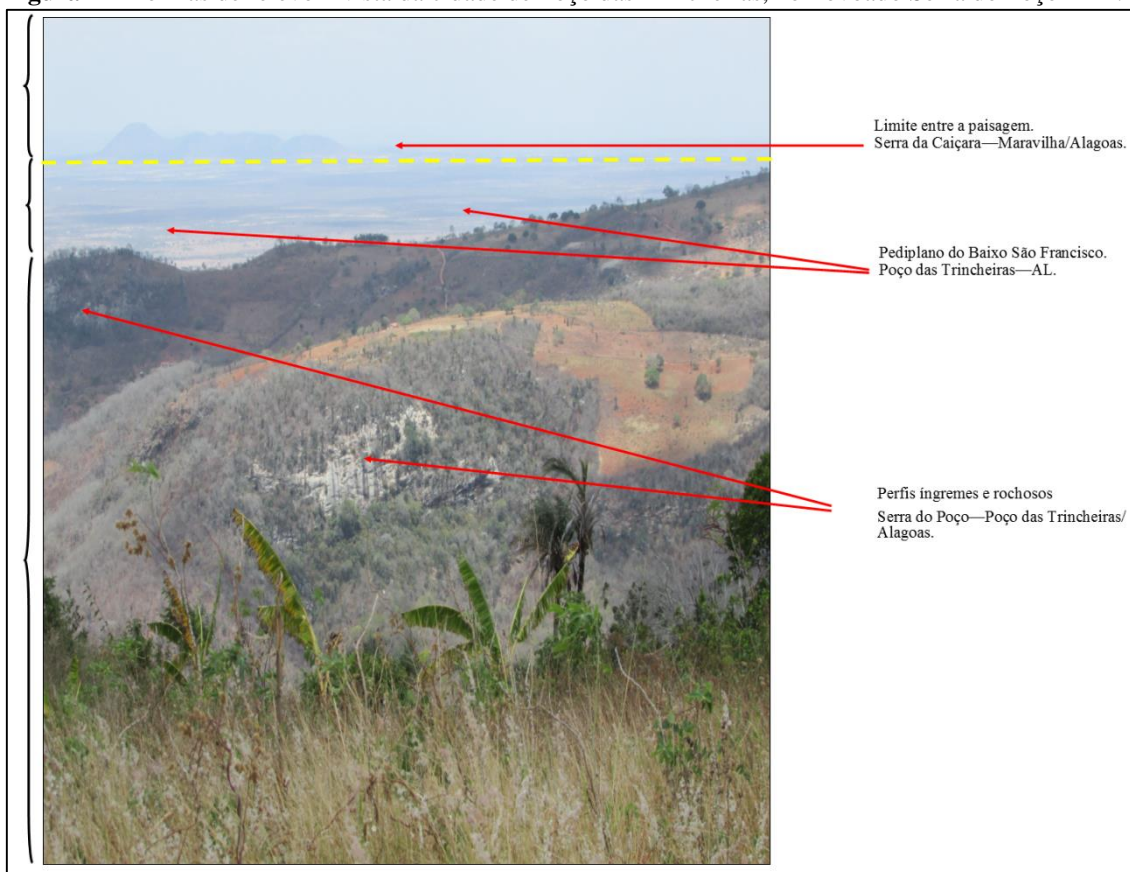 Limite entre a paisagem.
Serra da Caiçara—Maravilha/Alagoas.
Pediplano do Baixo São Francisco.
Poço das Trincheiras—AL.
Perfis íngremes e rochosos
Serra do Poço—Poço das Trincheiras/
Alagoas.